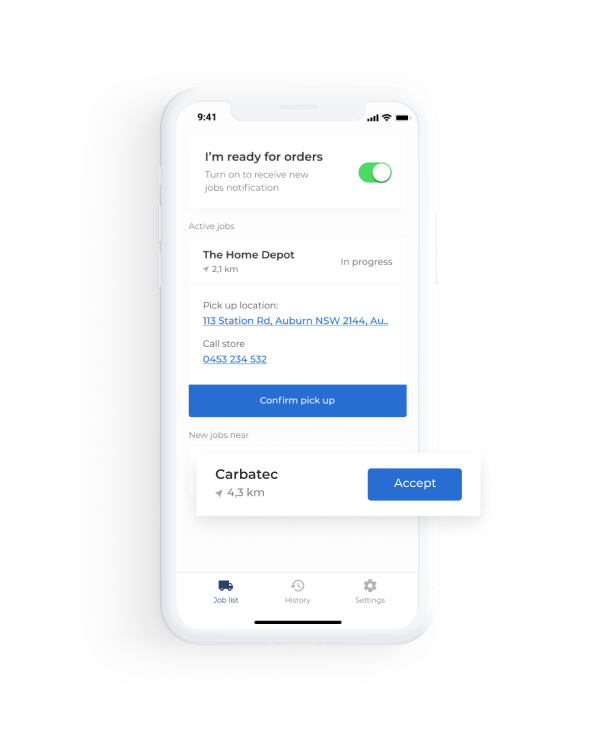 9:41
I'm ready for orders
Turn on to receive new
jobs notification
Active jobs
The Home Depot
2,1 km
In progress
Pick up location:
113 Station Rd, Auburn NSW 2144, Au..
Call store
0453 234 532
Confirm pick up
New jobs near
Carbatec
4,3 km
Accept
Job list
History
Settings